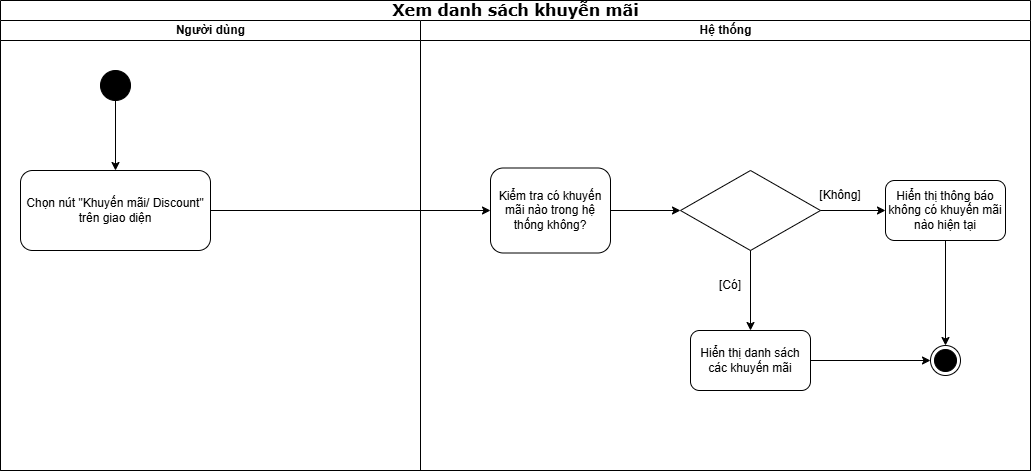 Xem danh sách khuyễn mãi
Người dùng
Hệ thống
Chọn nút "Khuyến mãi/ Discount"
trên giao diện
Kiểm tra có khuyến
mãi nào trong hệ
thống không?
[Không]
Hiển thị thông báo
không có khuyến mãi
nào hiện tại
[Có]
Hiển thị danh sách
các khuyến mãi